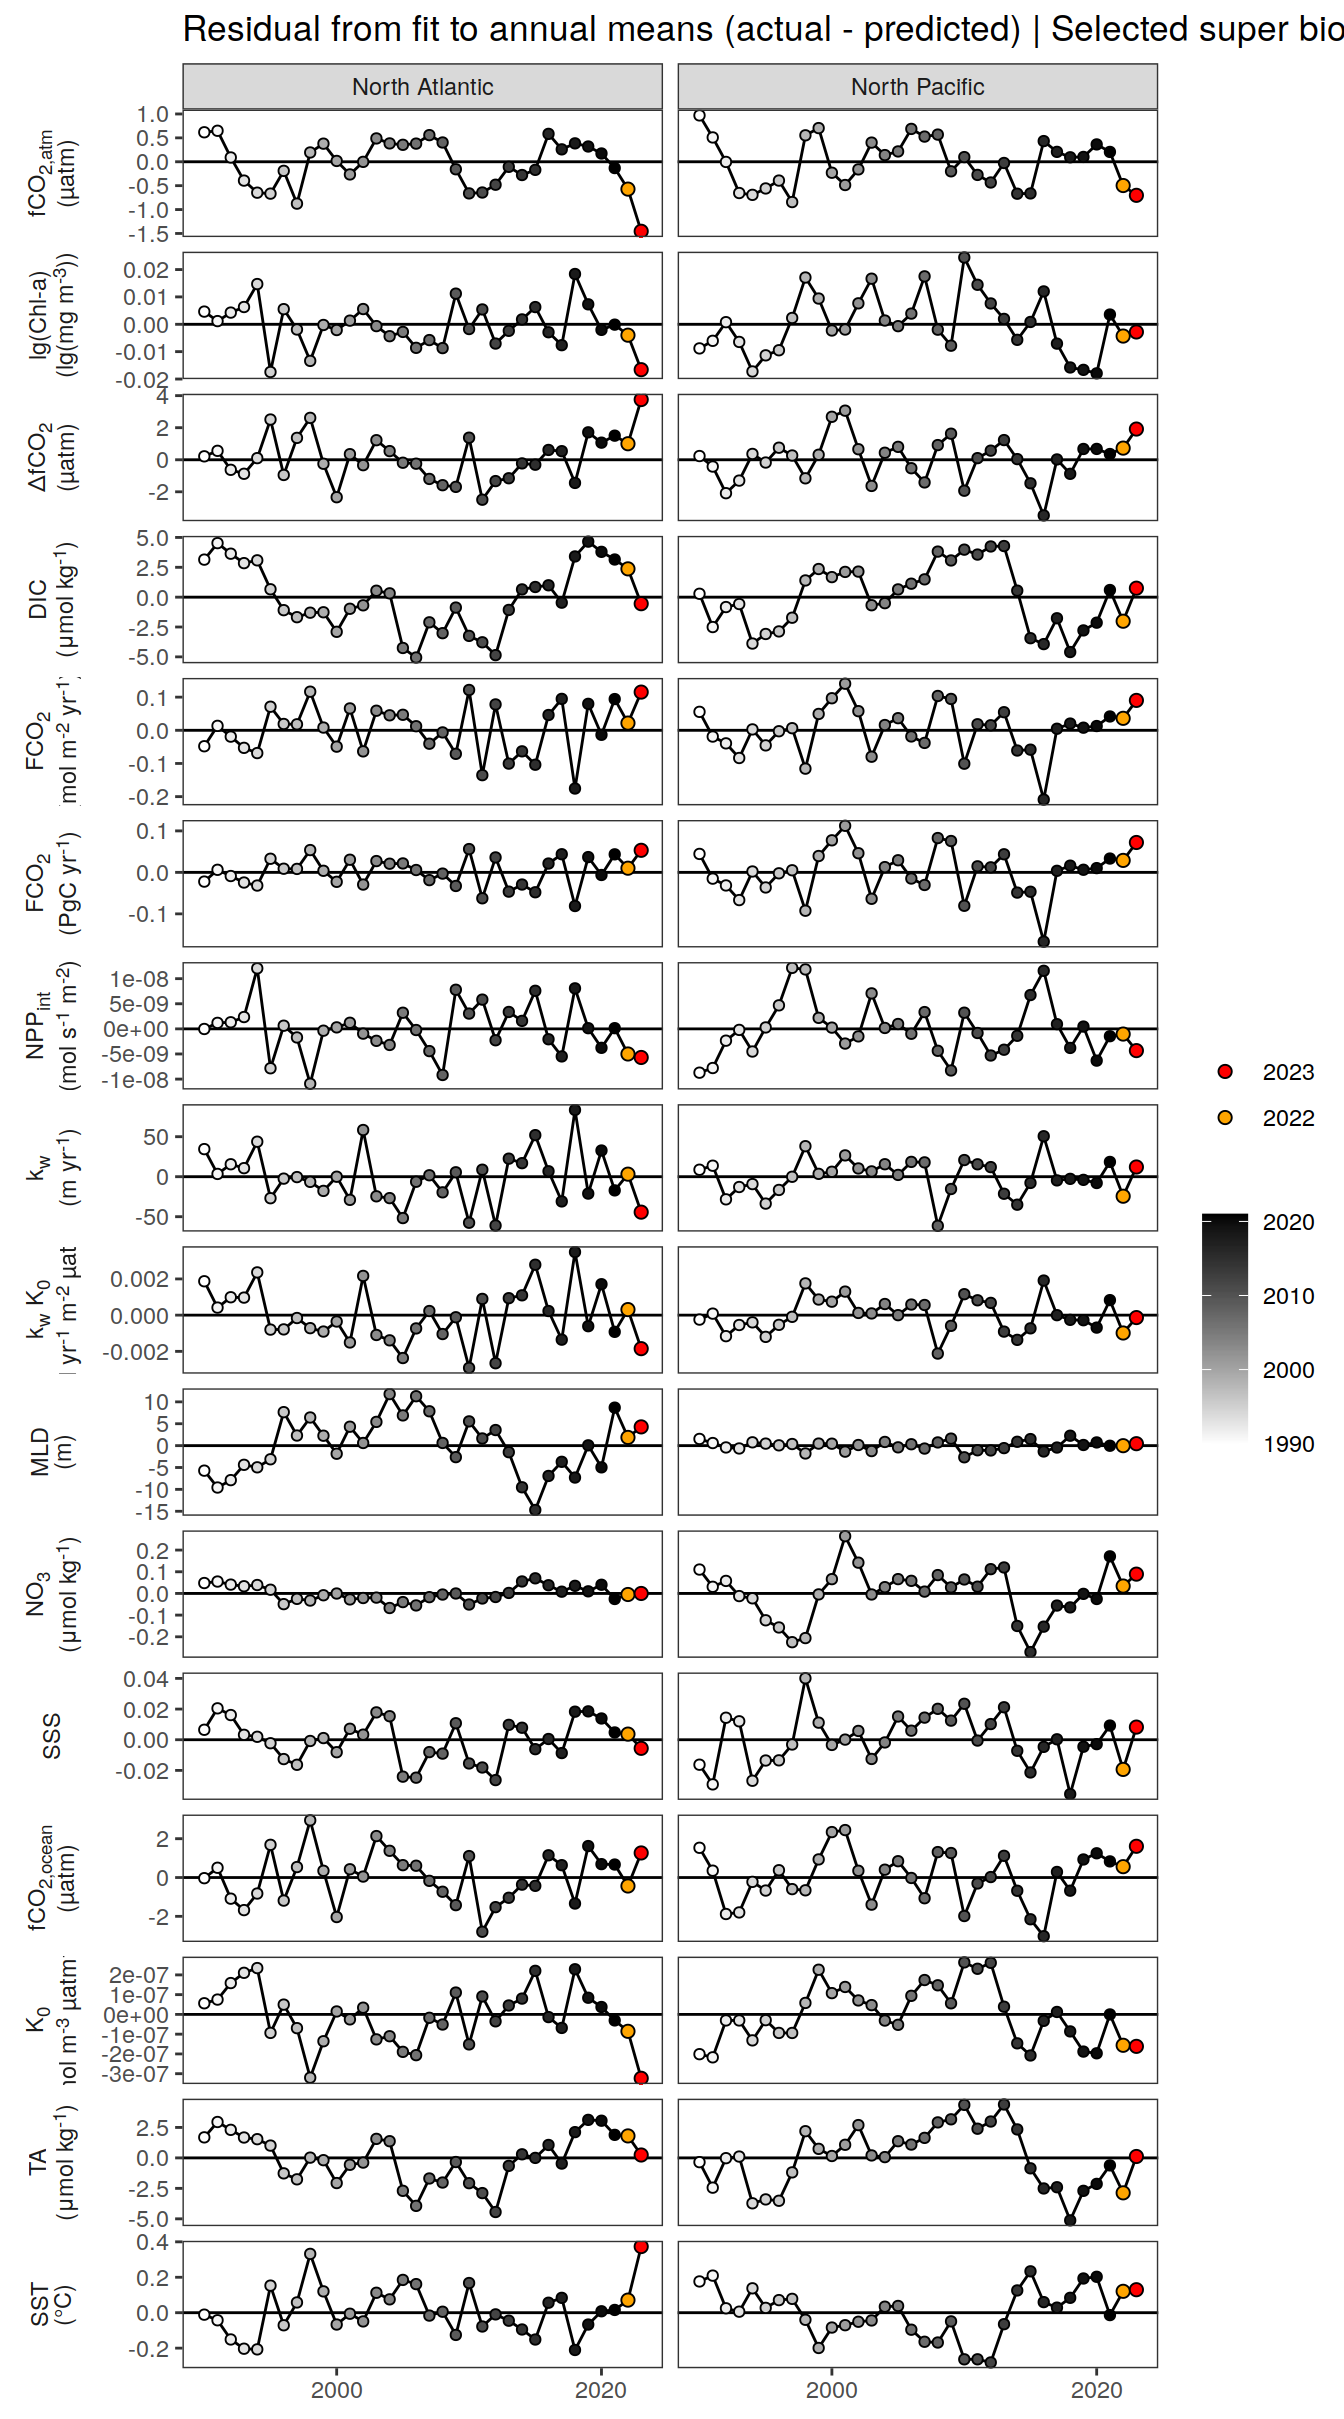 Residual from fit to annual means (actual - predicted) | Selected super bio
North Atlantic
North Pacific
fCO2,atm
(µatm)
1.0
0.5
0.0
-0.5
-1.0
-1.5
lg(Chl-a)
(lg(mg m-3))
0.02
0.01
0.00
-0.01
-0.02
ΔfCO2
(µatm)
4
2
0
-2
DIC
(µmol kg-1)
5.0
2.5
0.0
-2.5
-5.0
FCO2
mol m-2 yr-1
0.1
0.0
-0.1
-0.2
FCO2
(PgC yr-1)
0.1
0.0
-0.1
NPPint
(mol s-1 m-2)
1e-08
5e-09
0e+00
-5e-09
-1e-08
kw
(m yr-1)
50
0
-50
kw K0
yr-1 m-2 µat
0.002
0.000
-0.002
MLD
(m)
10
5
0
-5
-10
-15
NO3
(µmol kg-1)
0.2
0.1
0.0
-0.1
-0.2
SSS
0.04
0.02
0.00
-0.02
fCO2,ocean
(µatm)
2
0
-2
K0
ol m-3 µatm
2e-07
1e-07
0e+00
-1e-07
-2e-07
-3e-07
TA
(µmol kg-1)
2.5
0.0
-2.5
-5.0
SST
(°C)
0.4
0.2
0.0
-0.2
2000
2020
2000
2020
2023
2022
2020
2010
2000
1990